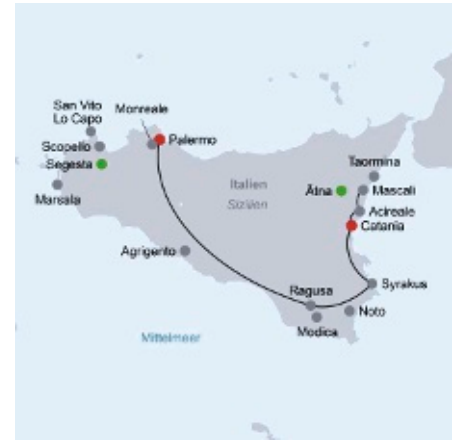 San Vito
Lo Capo
Monreale
Palermo
Scopello
Segesta
Marsala
Taormina
Italien
Sizilien
Ätna
Mascali
Acireale
Catania
Agrigento
Ragusa
Syrakus
Noto
Modica
Mittelmeer